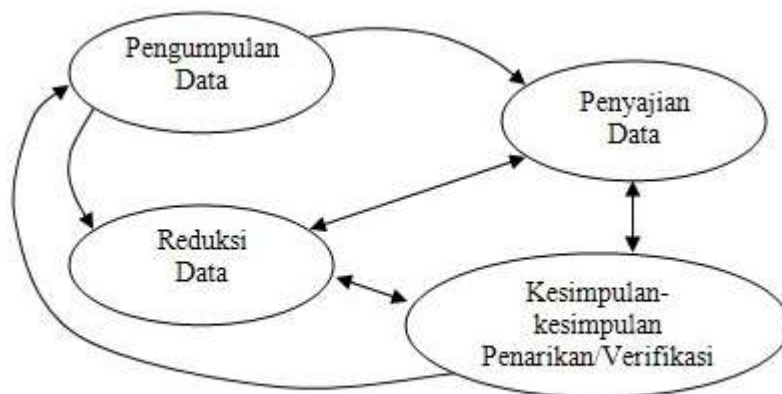 Pengumpulan
Data
Penyajian
Data
Reduksi
Data
Kesimpulan-
kesimpulan
Penarikan/Verifikasi